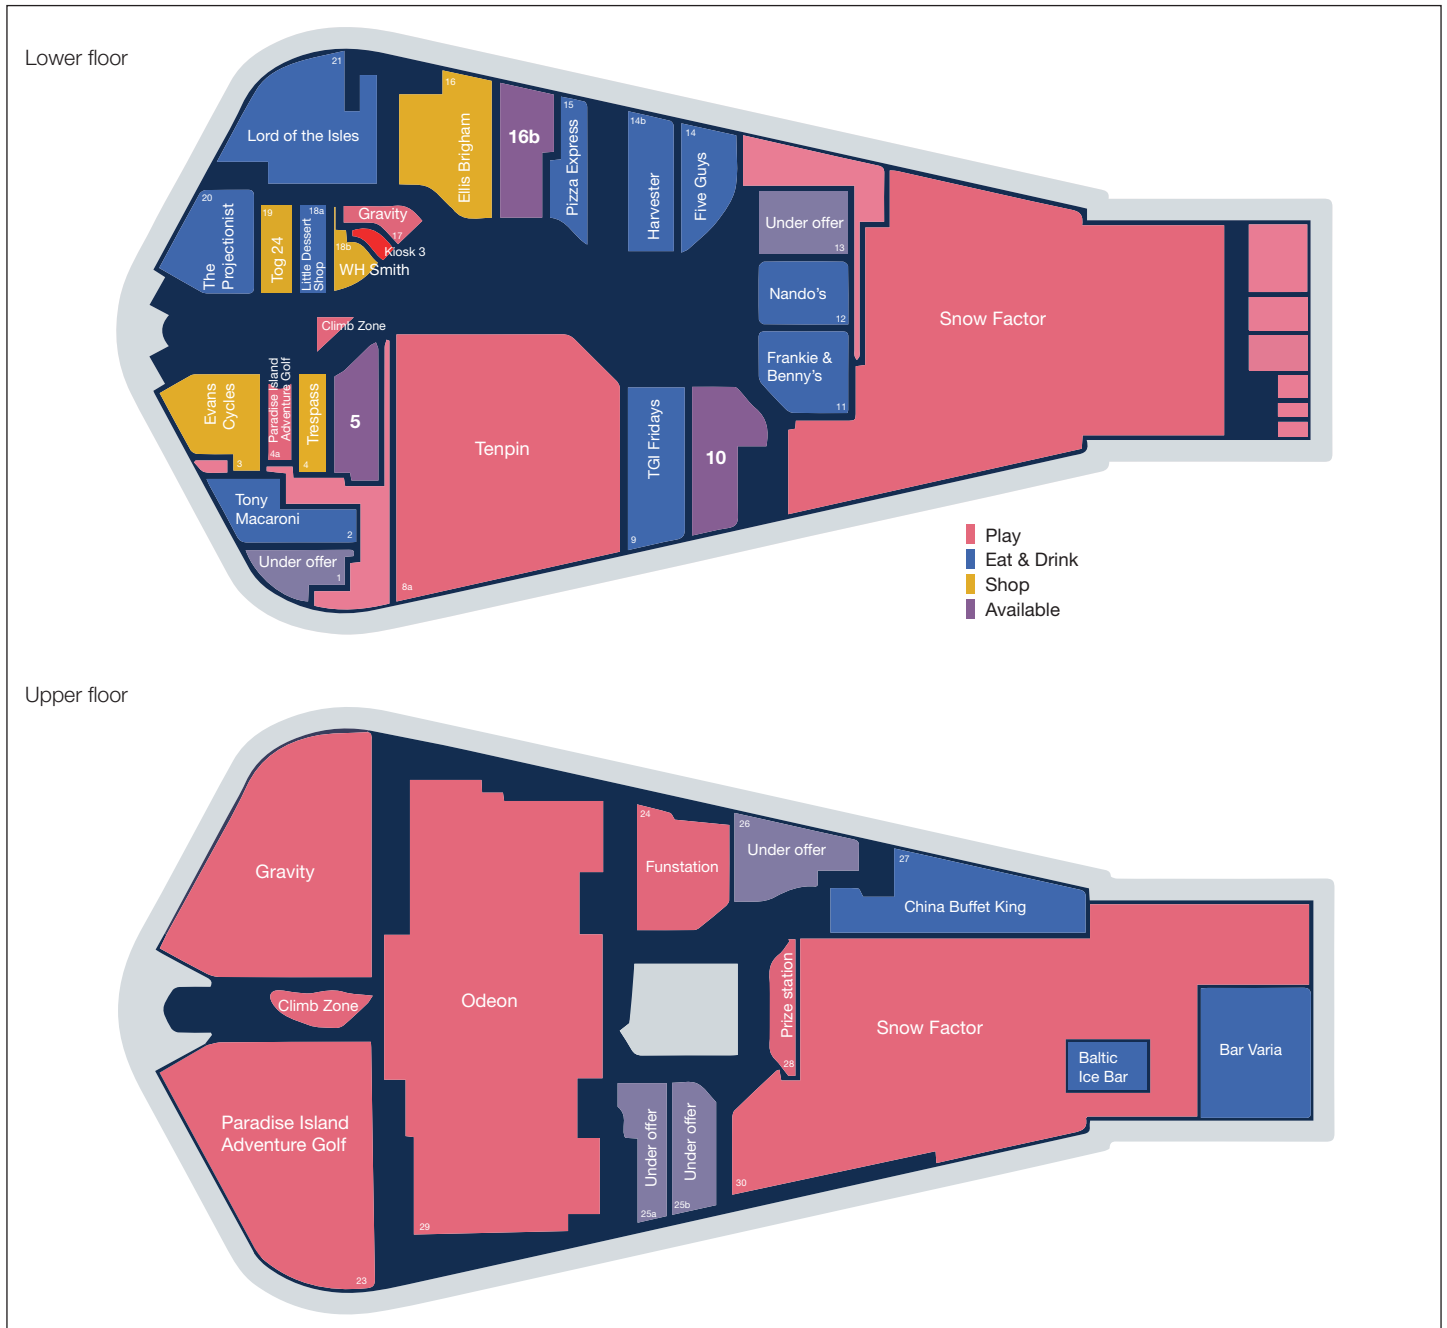 Lower floor
21
Lord of the Isles
16
Ellis Brigham
16b
15
Pizza Express
14b
Harvester
14
Five Guys
20
The
Projectionist
19
Tog 24
18a
Little Dessert
Shop
Gravity
17
Kiosk 3
18b
WH Smith
Under offer
13
Nando's
12
Frankie &
Benny's
11
Snow Factor
Climb Zone
Evans
Cycles
3
Paradise Island
Adventure Golf
4a
Trespass
4
5
Tenpin
8a
TGI Fridays
9
10
Tony
Macaroni
2
Under offer
1
Play
Eat & Drink
Shop
Available
Upper floor
Gravity
Climb Zone
Paradise Island
Adventure Golf
23
Odeon
29
24
Funstation
26
Under offer
27
China Buffet King
Prize station
28
Snow Factor
30
Baltic
Ice Bar
Bar Varia
Under offer
25a
Under offer
25b